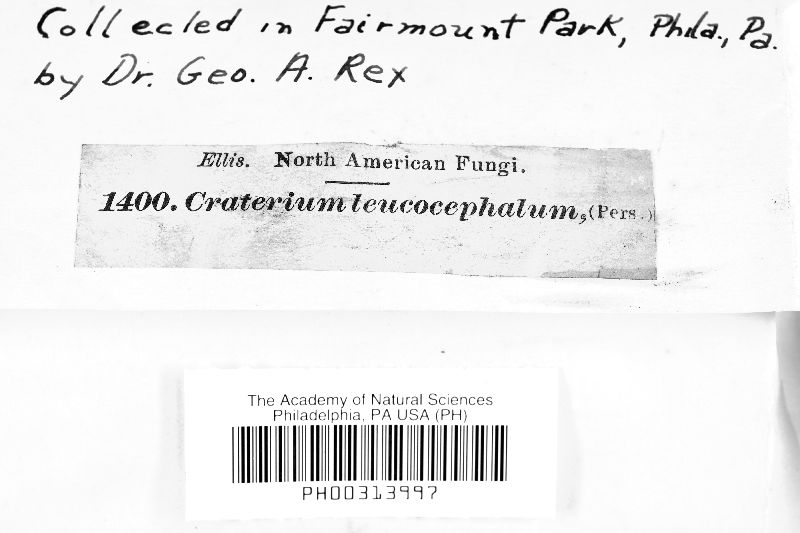 Collected in Fairmount Park, Phila., Pa.
by Dr. Geo. A. Rex
Ellis. North American Fungi.
1400. Craterium leucocephalum, (Pers.)
The Academy of Natural Sciences
Philadelphia, PA USA (PH)
PH00313997